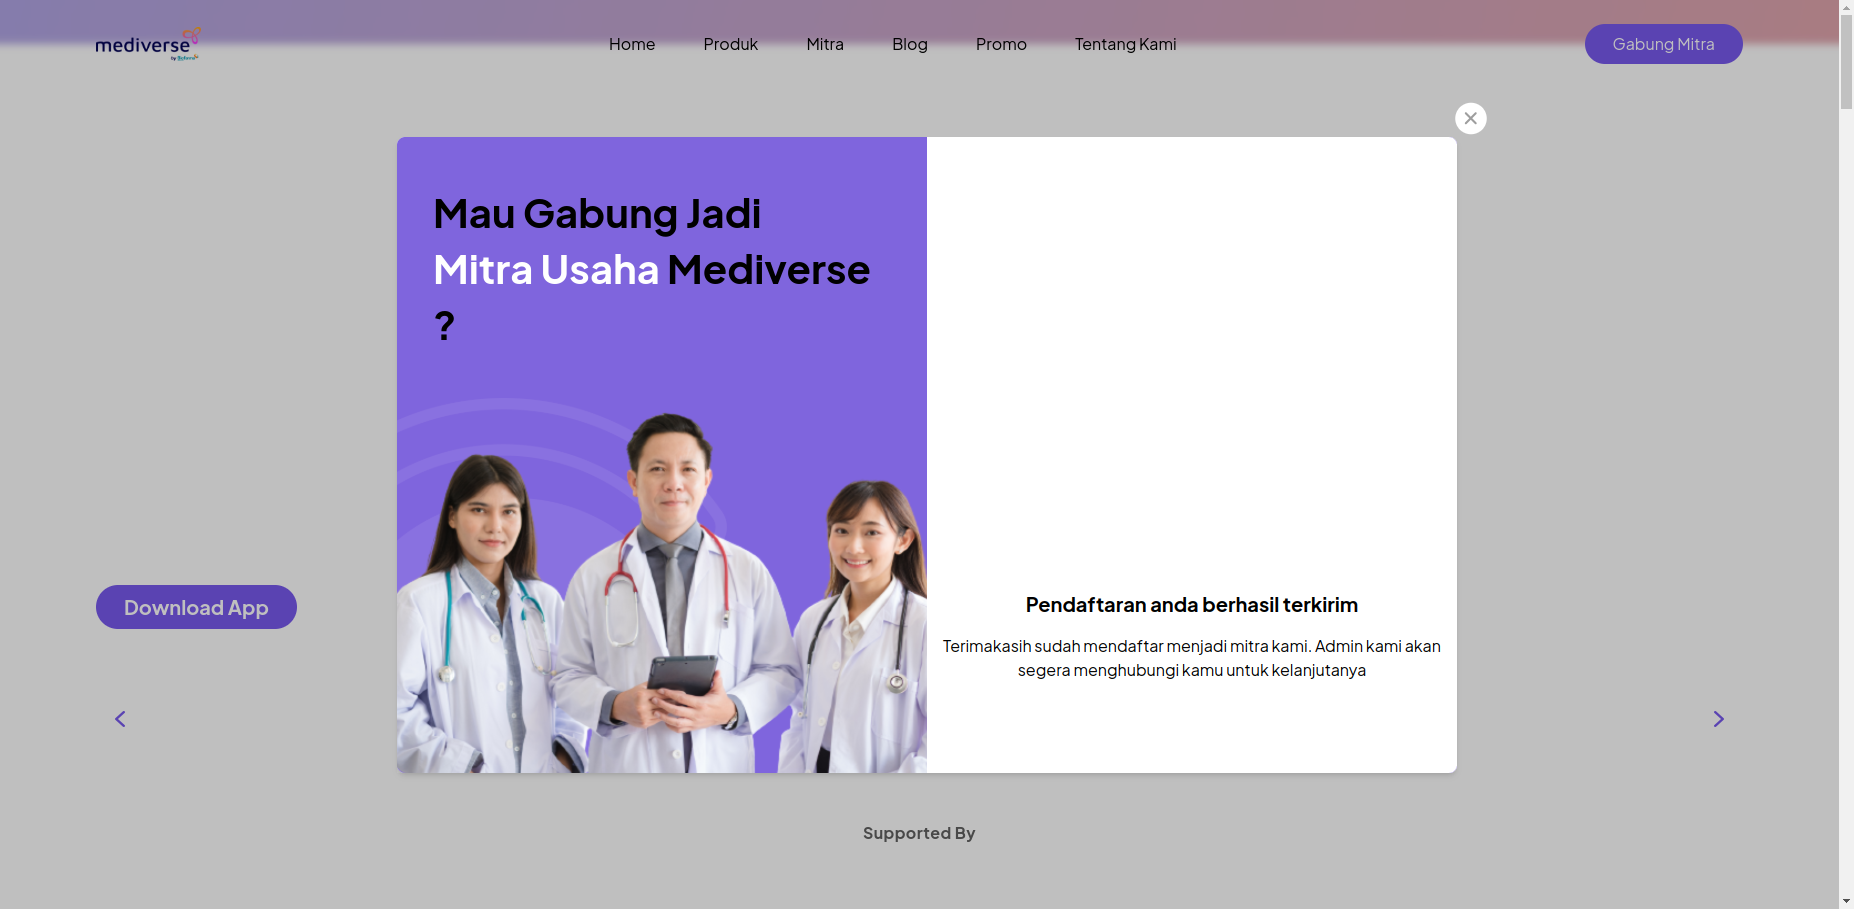 mediverse
by
Home
Produk
Mitra
Blog
Promo
Tentang Kami
Gabung Mitra
Mau Gabung Jadi
Mitra Usaha Mediverse
?
Download App
Pendaftaran anda berhasil terkirim
Terimakasih sudah mendaftar menjadi mitra kami. Admin kami akan
segera menghubungi kamu untuk kelanjutanya
Supported By